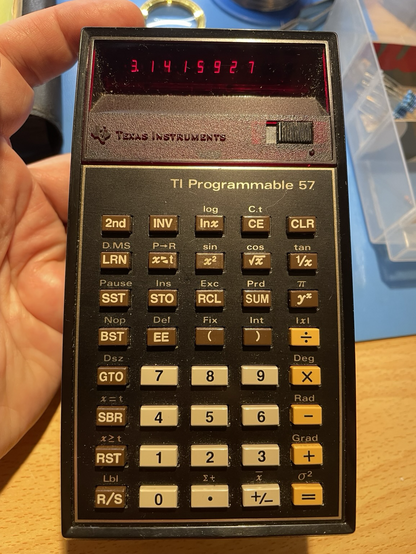 3.1415927
TEXAS INSTRUMENTS
TI Programmable 57
log C.t
2nd INV lnx CE CLR
D.MS P→R sin cos tan
LRN x⇄t x² √x 1/x
Pause Ins Exc Prd π
SST STO RCL SUM yˣ
Nop Del Fix Int |x|
BST EE ( ) ÷
Dsz Deg
GTO 7 8 9 ×
x=t Rad
SBR 4 5 6 −
x≥t Grad
RST 1 2 3 +
Lbl Σ+ x̄ σ²
R/S 0 . +/− =